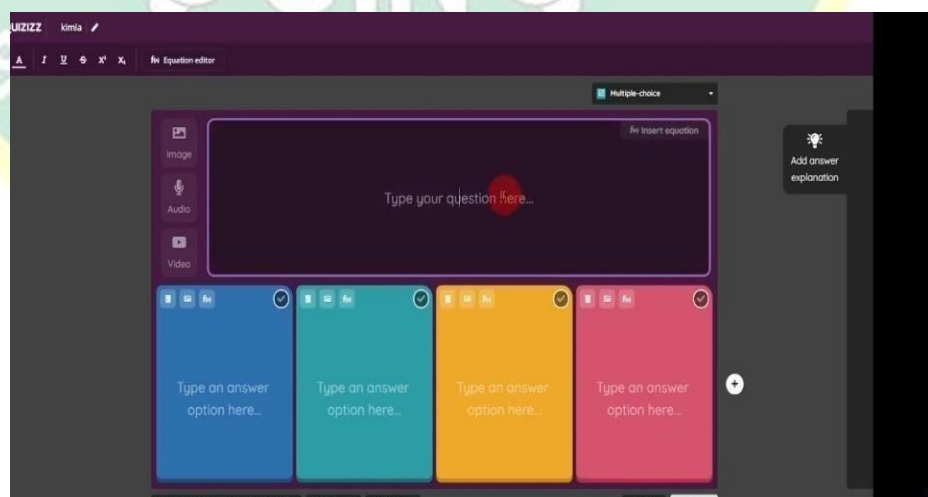 UIZIZZ kimia
A I U S X¹ X₁ f(x) Equation editor
Multiple-choice
Image
f(x) Insert equation
Add answer
explanation
Audio
Type your question here...
Video
Type an answer
option here...
Type an answer
option here...
Type an answer
option here...
Type an answer
option here...